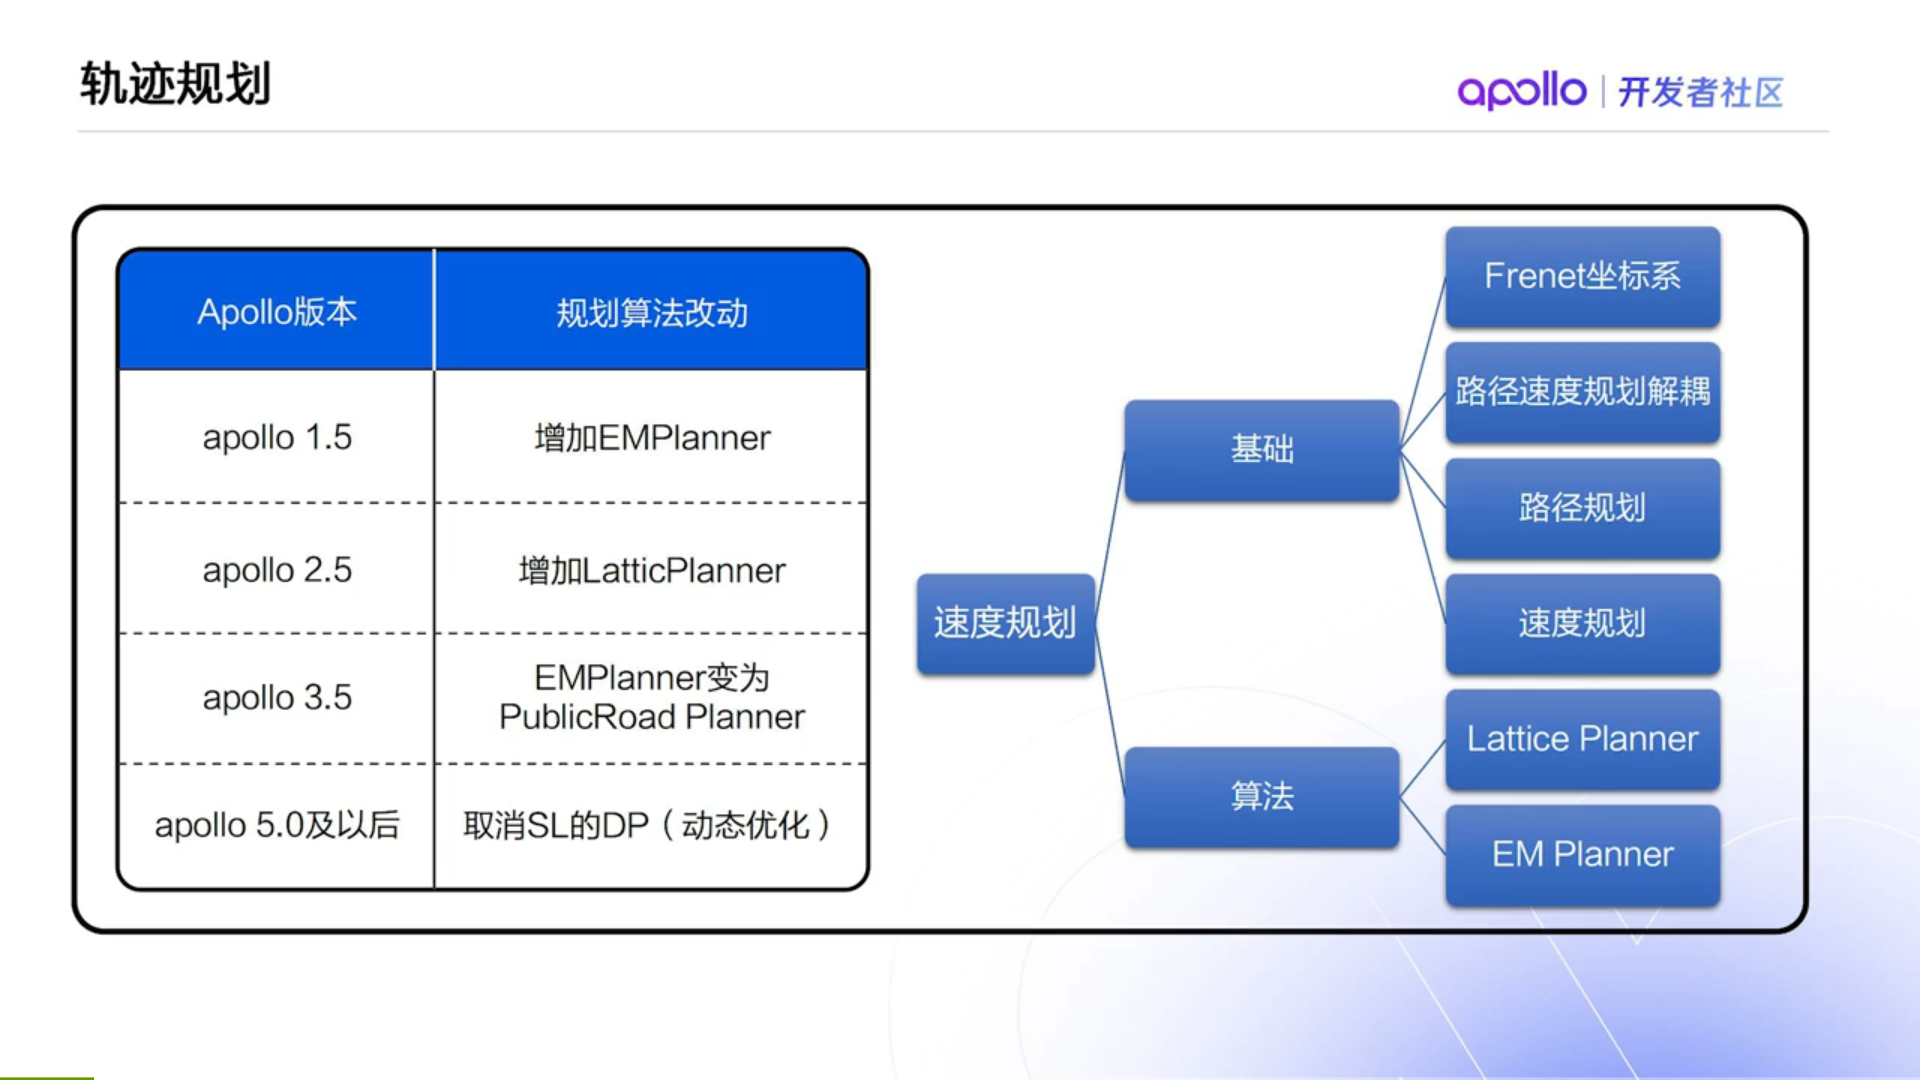 轨迹规划
apollo | 开发者社区
Apollo版本
规划算法改动
apollo 1.5
增加EMPlanner
apollo 2.5
增加LatticPlanner
apollo 3.5
EMPlanner变为
PublicRoad Planner
apollo 5.0及以后
取消SL的DP（动态优化）
速度规划
基础
Frenet坐标系
路径速度规划解耦
路径规划
速度规划
算法
Lattice Planner
EM Planner